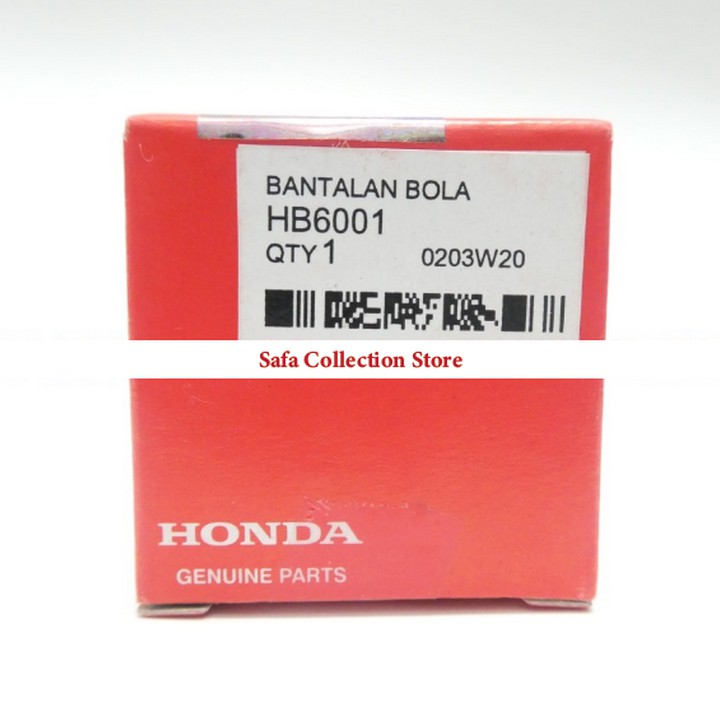 BANTALAN BOLA
HB6001
QTY 1 0203W20
Safa Collection Store
HONDA
GENUINE PARTS